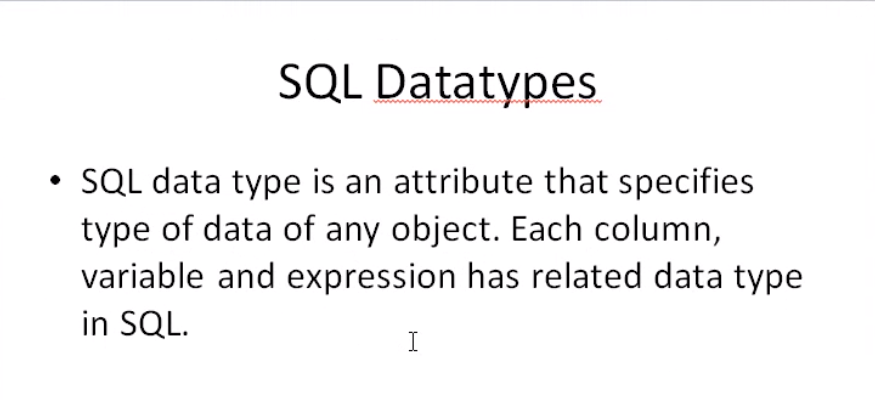 SQL Datatypes
• SQL data type is an attribute that specifies
type of data of any object. Each column,
variable and expression has related data type
in SQL.